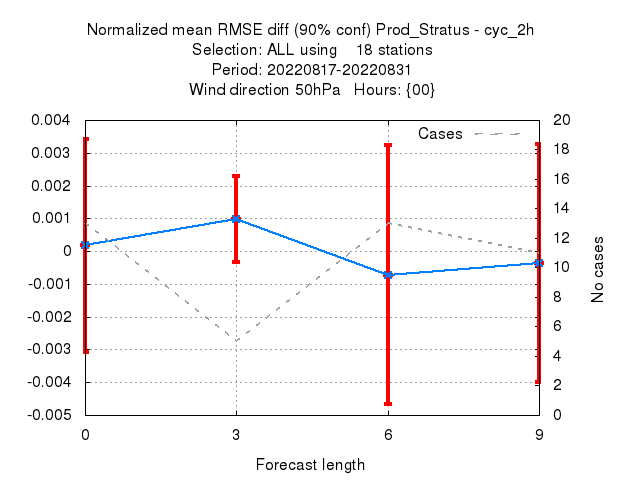 Normalized mean RMSE diff (90% conf) Prod_Stratus - cyc_2h
Selection: ALL using    18 stations
Period: 20220817-20220831
Wind direction 50hPa   Hours: {00}
0.004
0.003
0.002
0.001
0
-0.001
-0.002
-0.003
-0.004
-0.005
Cases
20
18
16
14
12
10
8
6
4
2
0
No cases
0 3 6 9
Forecast length